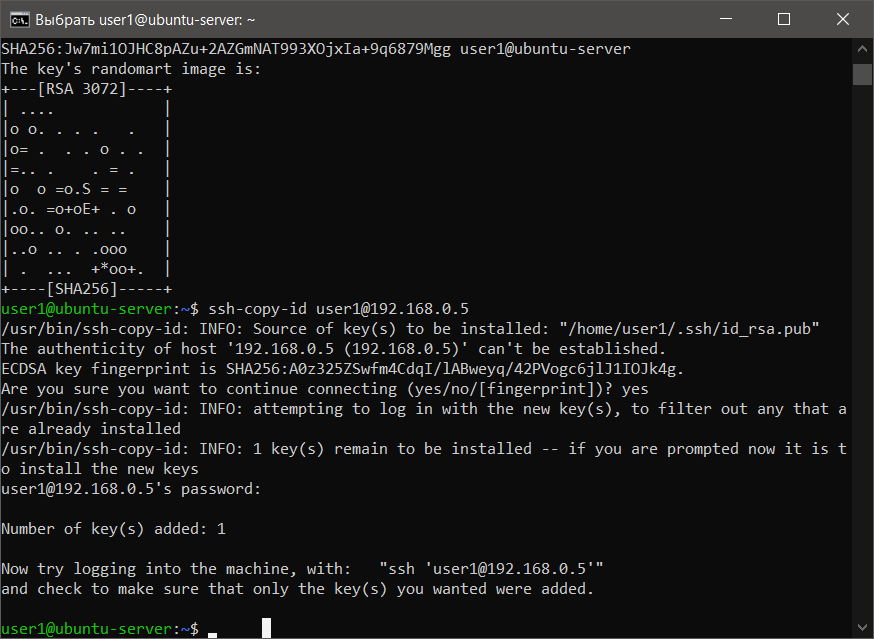 Выбрать user1@ubuntu-server: ~
SHA256:Jw7mi1OJHC8pAZu+2AZGmNAT993XOjxIa+9q6879Mgg user1@ubuntu-server
The key's randomart image is:
+---[RSA 3072]----+
| ....            |
|o o. . . .   .   |
|o= .  . . o . .  |
|=.. .    . = .   |
|o  o =o.S = =    |
|.o. =o+oE+ . o   |
|oo.. o. .. ..    |
|..o .. . .ooo    |
| .  ...  +*oo+.  |
+----[SHA256]-----+
user1@ubuntu-server:~$ ssh-copy-id user1@192.168.0.5
/usr/bin/ssh-copy-id: INFO: Source of key(s) to be installed: "/home/user1/.ssh/id_rsa.pub"
The authenticity of host '192.168.0.5 (192.168.0.5)' can't be established.
ECDSA key fingerprint is SHA256:A0z325ZSwfm4CdqI/lABweyq/42PVogc6jlJ1IOJk4g.
Are you sure you want to continue connecting (yes/no/[fingerprint])? yes
/usr/bin/ssh-copy-id: INFO: attempting to log in with the new key(s), to filter out any that a
re already installed
/usr/bin/ssh-copy-id: INFO: 1 key(s) remain to be installed -- if you are prompted now it is t
o install the new keys
user1@192.168.0.5's password:
Number of key(s) added: 1
Now try logging into the machine, with:   "ssh 'user1@192.168.0.5'"
and check to make sure that only the key(s) you wanted were added.
user1@ubuntu-server:~$